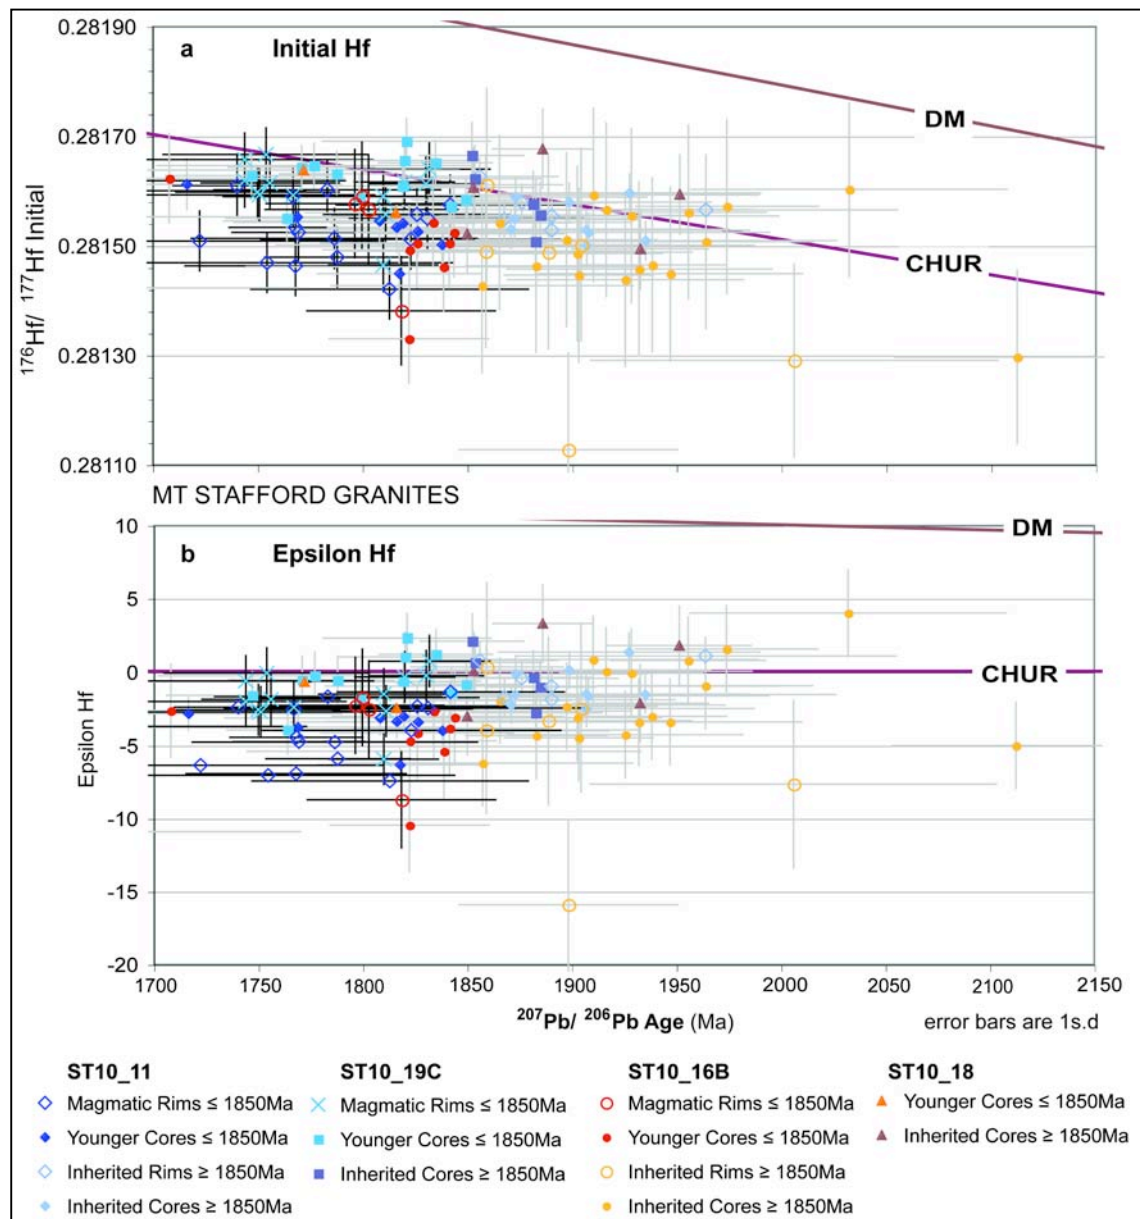 a Initial Hf
0.28190
0.28170
0.28150
0.28130
0.28110
176Hf/ 177Hf Initial
DM
CHUR
MT STAFFORD GRANITES
b Epsilon Hf
10
5
0
-5
-10
-15
-20
Epsilon Hf
DM
CHUR
1700 1750 1800 1850 1900 1950 2000 2050 2100 2150
207Pb/ 206Pb Age (Ma)
error bars are 1s.d
ST10_11
Magmatic Rims ≤ 1850Ma
Younger Cores ≤ 1850Ma
Inherited Rims ≥ 1850Ma
Inherited Cores ≥ 1850Ma
ST10_19C
Magmatic Rims ≤ 1850Ma
Younger Cores ≤ 1850Ma
Inherited Cores ≥ 1850Ma
ST10_16B
Magmatic Rims ≤ 1850Ma
Younger Cores ≤ 1850Ma
Inherited Rims ≥ 1850Ma
Inherited Cores ≥ 1850Ma
ST10_18
Younger Cores ≤ 1850Ma
Inherited Cores ≥ 1850Ma